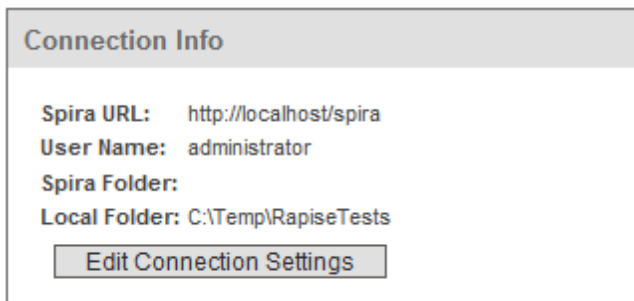 Connection Info
Spira URL: http://localhost/spira
User Name: administrator
Spira Folder:
Local Folder: C:\Temp\RapiseTests
Edit Connection Settings